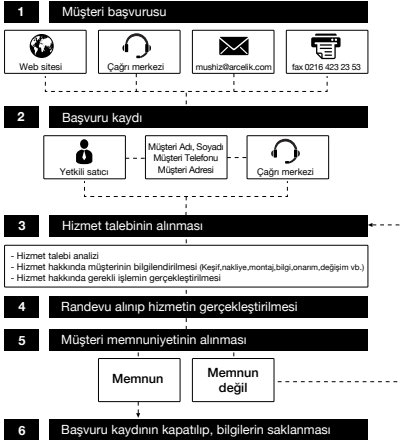 1 Müşteri başvurusu
Web sitesi
Çağrı merkezi
mushiz@arcelik.com
fax 0216 423 23 53
2 Başvuru kaydı
Yetkili satıcı
Müşteri Adı, Soyadı
Müşteri Telefonu
Müşteri Adresi
Çağrı merkezi
3 Hizmet talebinin alınması
- Hizmet talebi analizi
- Hizmet hakkında müşterinin bilgilendirilmesi (Keşif,nakliye,montaj,bilgi,onarım,değişim vb.)
- Hizmet hakkında gerekli işlemin gerçekleştirilmesi
4 Randevu alınıp hizmetin gerçekleştirilmesi
5 Müşteri memnuniyetinin alınması
Memnun
Memnun
değil
6 Başvuru kaydının kapatılıp, bilgilerin saklanması